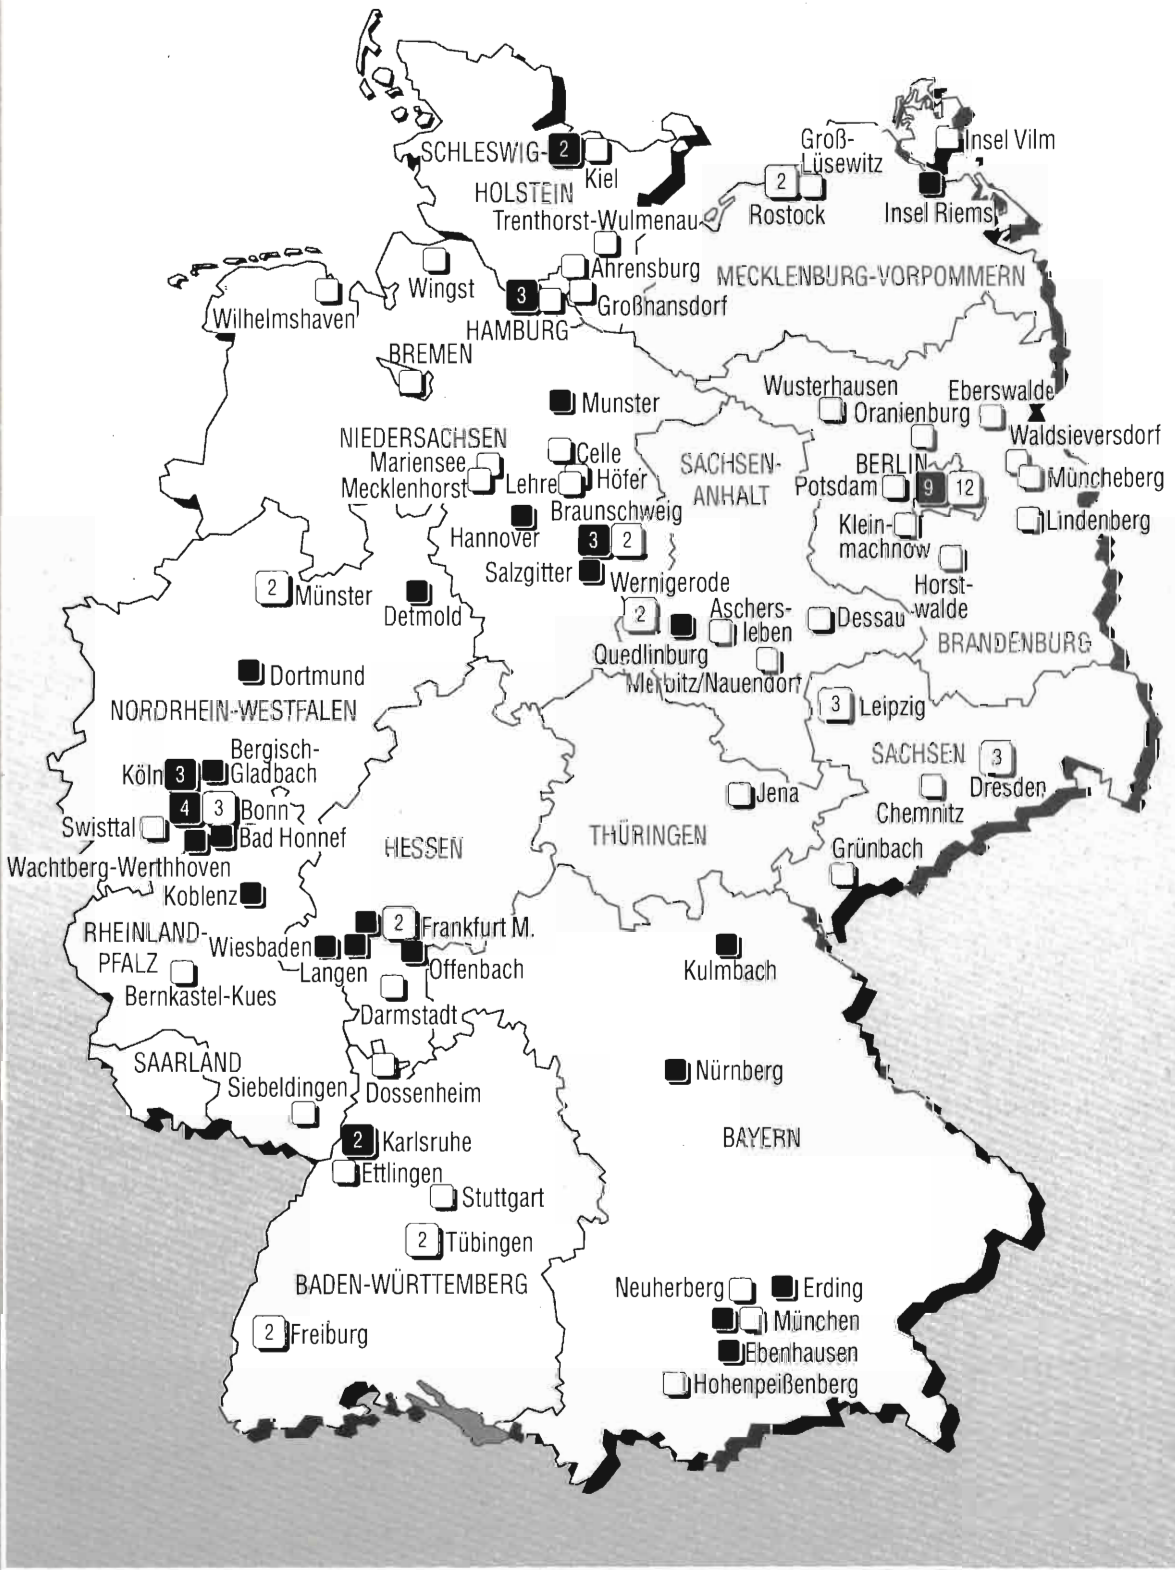 SCHLESWIG-
2
HOLSTEIN
Kiel
Groß-
Lüsewitz
2
Rostock
Insel Vilm
Insel Riems
Trenthorst-Wulmenau
Ahrensburg
Großhansdorf
3
HAMBURG
MECKLENBURG-VORPOMMERN
Wingst
Wilhelmshaven
BREMEN
Munster
NIEDERSACHSEN
Mariensee
Mecklenhorst
Celle
Höfer
Lehre
Braunschweig
Hannover
3
2
Salzgitter
SACHSEN-
ANHALT
Wusterhausen
Oranienburg
Eberswalde
Waldsieversdorf
BERLIN
Potsdam
9
12
Müncheberg
Klein-
machnow
Lindenberg
Horst-
walde
BRANDENBURG
Wernigerode
2
Quedlinburg
Aschers-
leben
Dessau
Merbitz/Nauendorf
2
Münster
Detmold
Dortmund
NORDRHEIN-WESTFALEN
Bergisch-
Gladbach
Köln
3
4
3
Bonn
Swisttal
Bad Honnef
Wachtberg-Werthhoven
Koblenz
3
Leipzig
SACHSEN
3
Dresden
Chemnitz
Jena
Grünbach
THÜRINGEN
HESSEN
RHEINLAND-
PFALZ
Wiesbaden
2
Frankfurt M.
Langen
Offenbach
Bernkastel-Kues
Darmstadt
Kulmbach
SAARLAND
Siebeldingen
Dossenheim
Nürnberg
BAYERN
2
Karlsruhe
Ettlingen
Stuttgart
2
Tübingen
BADEN-WÜRTTEMBERG
2
Freiburg
Neuherberg
Erding
München
Ebenhausen
Hohenpeißenberg